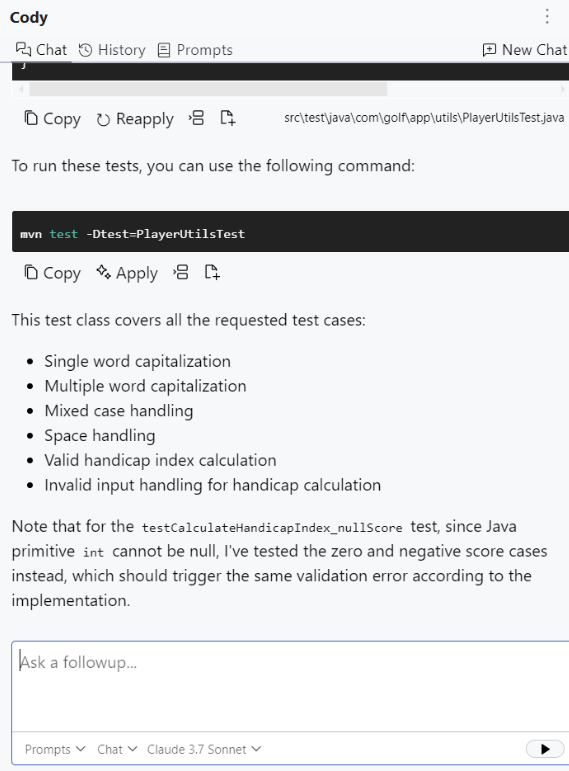 Cody
Chat History Prompts New Chat
}
Copy Reapply src\test\java\com\golf\app\utils\PlayerUtilsTest.java
To run these tests, you can use the following command:
mvn test -Dtest=PlayerUtilsTest
Copy Apply
This test class covers all the requested test cases:
• Single word capitalization
• Multiple word capitalization
• Mixed case handling
• Space handling
• Valid handicap index calculation
• Invalid input handling for handicap calculation
Note that for the testCalculateHandicapIndex_nullScore test, since Java
primitive int cannot be null, I've tested the zero and negative score cases
instead, which should trigger the same validation error according to the
implementation.
Ask a followup...
Prompts Chat Claude 3.7 Sonnet